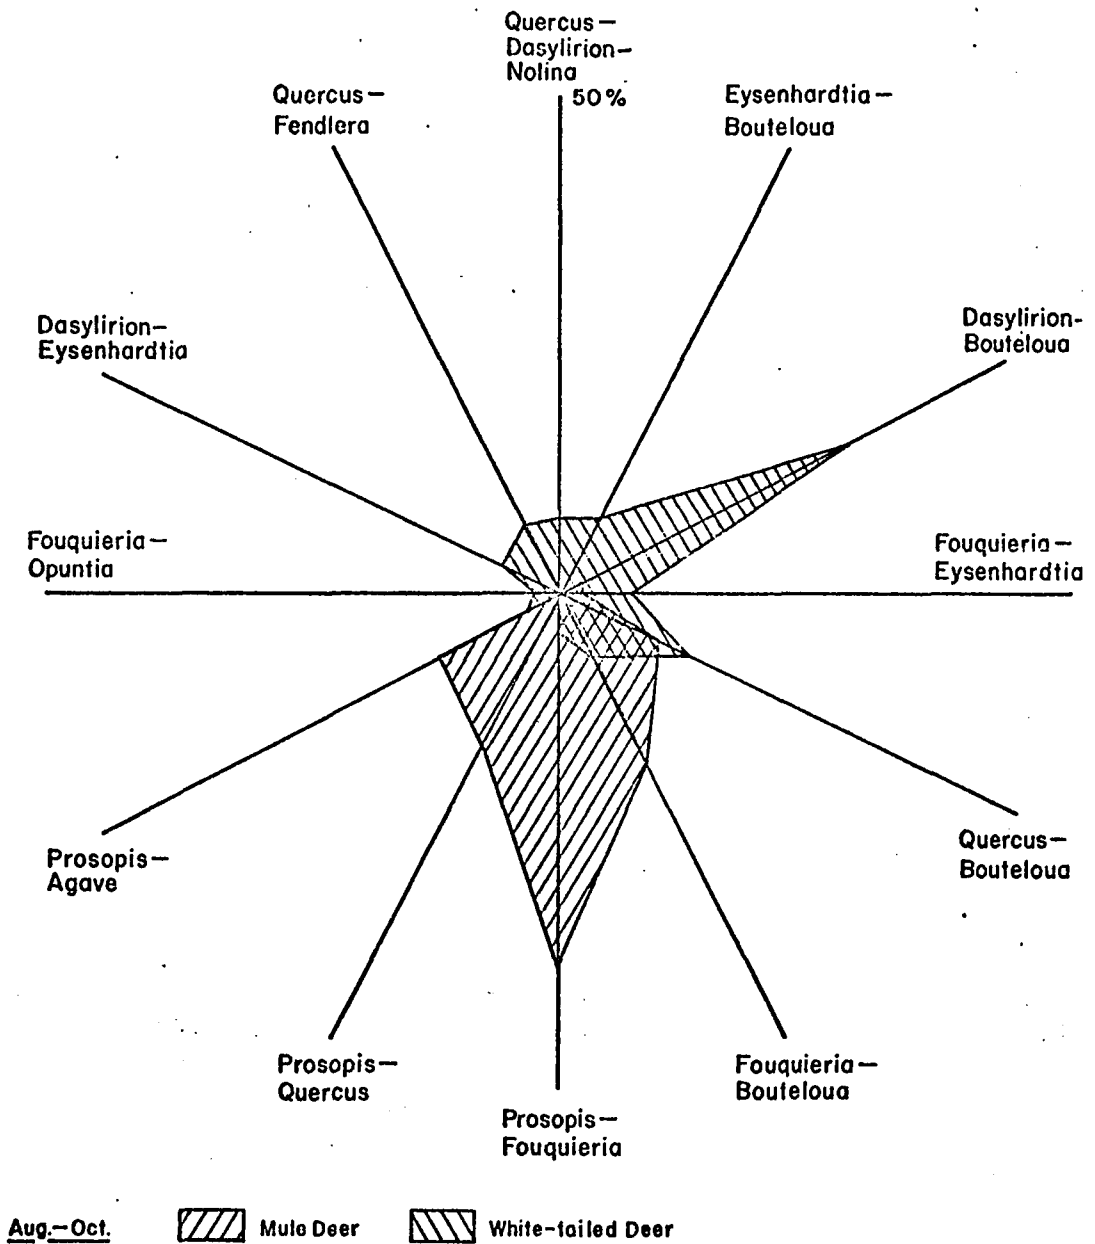 Quercus—
Dasylirion—
Nolina
50%
Quercus—
Fendlera
Eysenhardtia—
Bouteloua
Dasylirion—
Eysenhardtia
Dasylirion-
Bouteloua
Fouquieria—
Opuntia
Fouquieria—
Eysenhardtia
Prosopis—
Agave
Quercus—
Bouteloua
Prosopis—
Quercus
Fouquieria—
Bouteloua
Prosopis—
Fouquieria
Aug.—Oct. Mule Deer White-tailed Deer